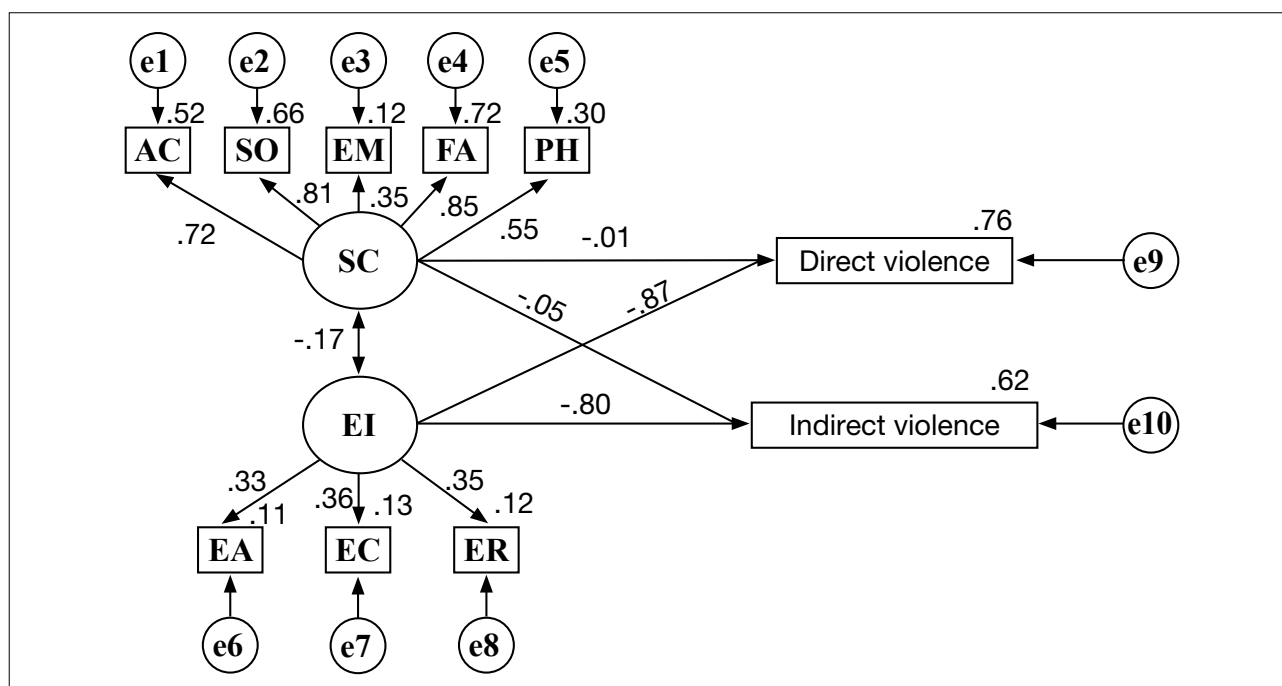 e1 e2 e3 e4 e5
.52 .66 .12 .72 .30
AC SO EM FA PH
.72 .81 .35 .85 .55
SC
-.01
.76
Direct violence
e9
-.05
-.87
-.17
EI
-.80
.62
Indirect violence
e10
.33 .36 .35
.11 .13 .12
EA EC ER
e6 e7 e8